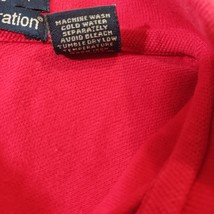 ration
MACHINE WASH
COLD WATER
SEPARATELY
AVOID BLEACH
TUMBLE DRY LOW
TEMPERATURE